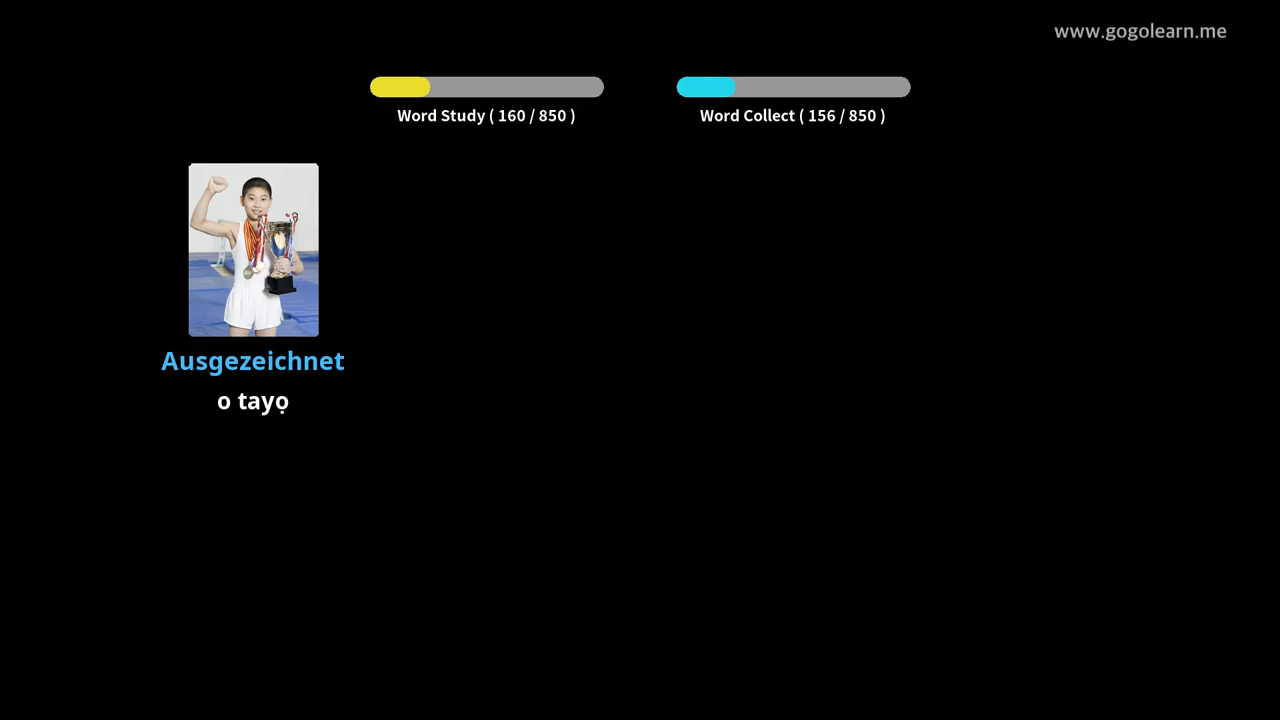 www.gogolearn.me
Word Study ( 160 / 850 )
Word Collect ( 156 / 850 )
Ausgezeichnet
o tayọ